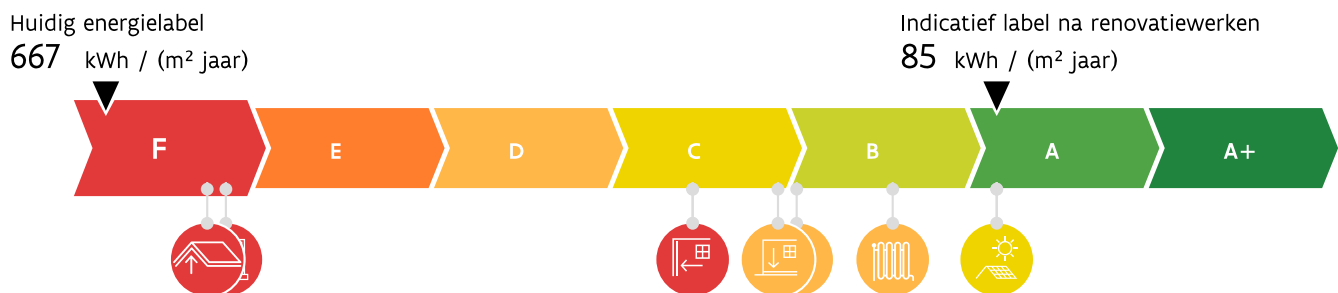 Huidig energielabel
667 kWh / (m² jaar)
Indicatief label na renovatiewerken
85 kWh / (m² jaar)
F E D C B A A+